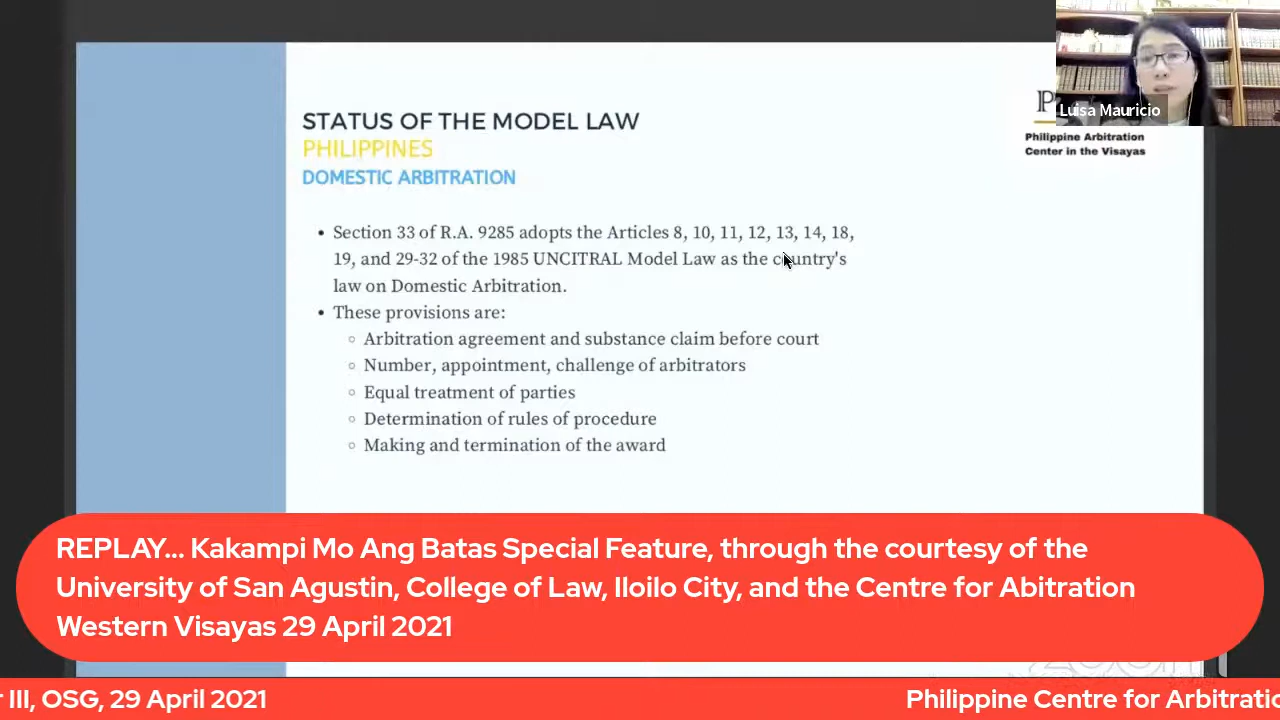 Luisa Mauricio
Philippine Arbitration
Center in the Visayas
STATUS OF THE MODEL LAW
PHILIPPINES
DOMESTIC ARBITRATION
• Section 33 of R.A. 9285 adopts the Articles 8, 10, 11, 12, 13, 14, 18,
19, and 29-32 of the 1985 UNCITRAL Model Law as the country's
law on Domestic Arbitration.
• These provisions are:
◦ Arbitration agreement and substance claim before court
◦ Number, appointment, challenge of arbitrators
◦ Equal treatment of parties
◦ Determination of rules of procedure
◦ Making and termination of the award
REPLAY... Kakampi Mo Ang Batas Special Feature, through the courtesy of the
University of San Agustin, College of Law, Iloilo City, and the Centre for Abitration
Western Visayas 29 April 2021
zoom
III, OSG, 29 April 2021
Philippine Centre for Arbitratio